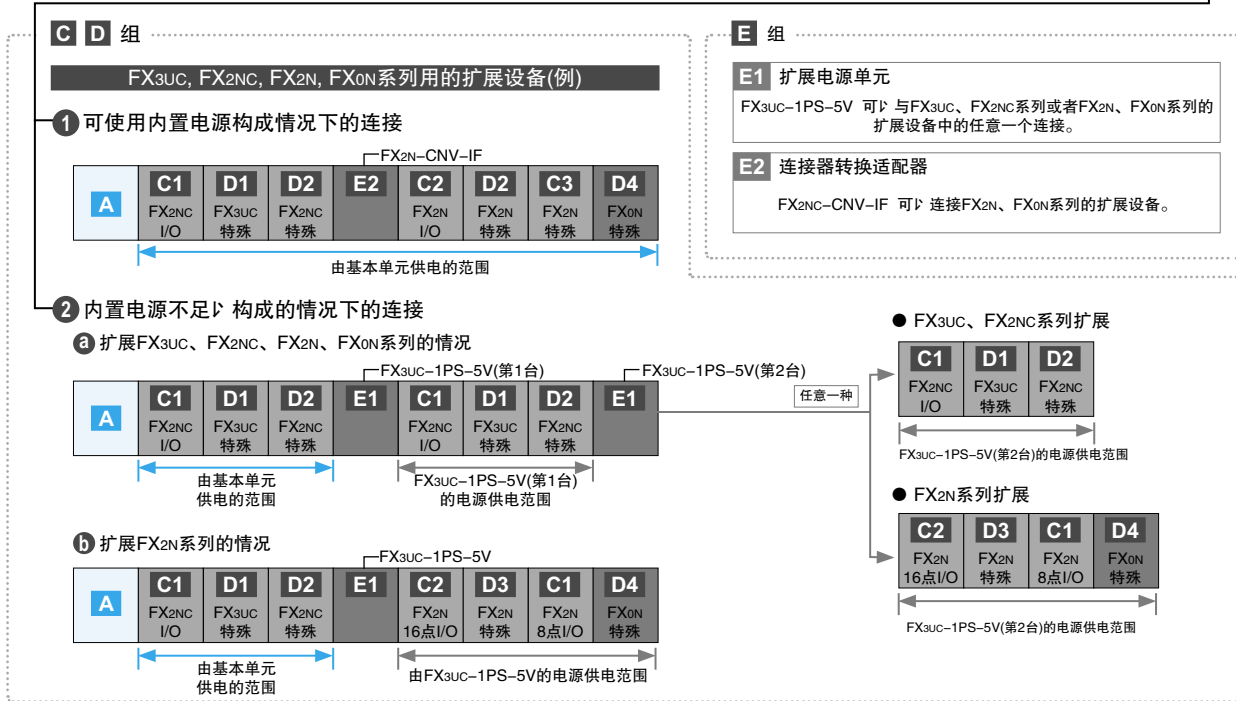 C D 组
FX3UC, FX2NC, FX2N, FX0N系列用的扩展设备(例)
1 可使用内置电源构成情况下的连接
FX2N-CNV-IF
A
C1 D1 D2 E2 C2 D2 C3 D4
FX2NC FX3UC FX2NC FX2N FX2N FX2N FX0N
I/O 特殊 特殊 I/O 特殊 特殊 特殊
由基本单元供电的范围
E 组
E1 扩展电源单元
FX3UC-1PS-5V 可 与FX3UC、FX2NC系列或者FX2N、FX0N系列的
扩展设备中的任意一个连接。
E2 连接器转换适配器
FX2NC-CNV-IF 可 连接FX2N、FX0N系列的扩展设备。
2 内置电源不足 构成的情况下的连接
a 扩展FX3UC、FX2NC、FX2N、FX0N系列的情况
FX3UC-1PS-5V(第1台) FX3UC-1PS-5V(第2台)
A
C1 D1 D2 E1 C1 D1 D2 E1
FX2NC FX3UC FX2NC FX2NC FX3UC FX2NC
I/O 特殊 特殊 I/O 特殊 特殊
由基本单元
供电的范围
FX3UC-1PS-5V(第1台)
的电源供电范围
任意一种
● FX3UC、FX2NC系列扩展
C1 D1 D2
FX2NC FX3UC FX2NC
I/O 特殊 特殊
FX3UC-1PS-5V(第2台)的电源供电范围
● FX2N系列扩展
C2 D3 C1 D4
FX2N FX2N FX2N FX0N
16点I/O 特殊 8点I/O 特殊
FX3UC-1PS-5V(第2台)的电源供电范围
b 扩展FX2N系列的情况
FX3UC-1PS-5V
A
C1 D1 D2 E1 C2 D3 C1 D4
FX2NC FX3UC FX2NC FX2N FX2N FX2N FX0N
I/O 特殊 特殊 16点I/O 特殊 8点I/O 特殊
由基本单元
供电的范围
由FX3UC-1PS-5V的电源供电范围